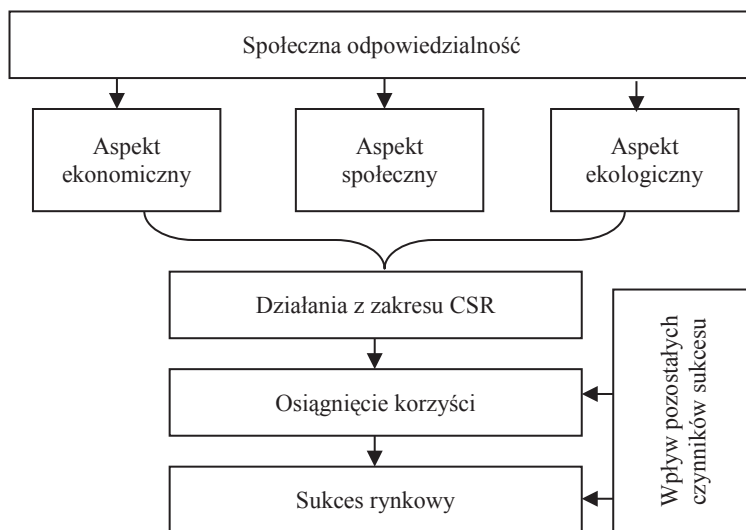 Społeczna odpowiedzialność
Aspekt
ekonomiczny
Aspekt
społeczny
Aspekt
ekologiczny
Działania z zakresu CSR
Osiągnięcie korzyści
Sukces rynkowy
Wpływ pozostałych
czynników sukcesu